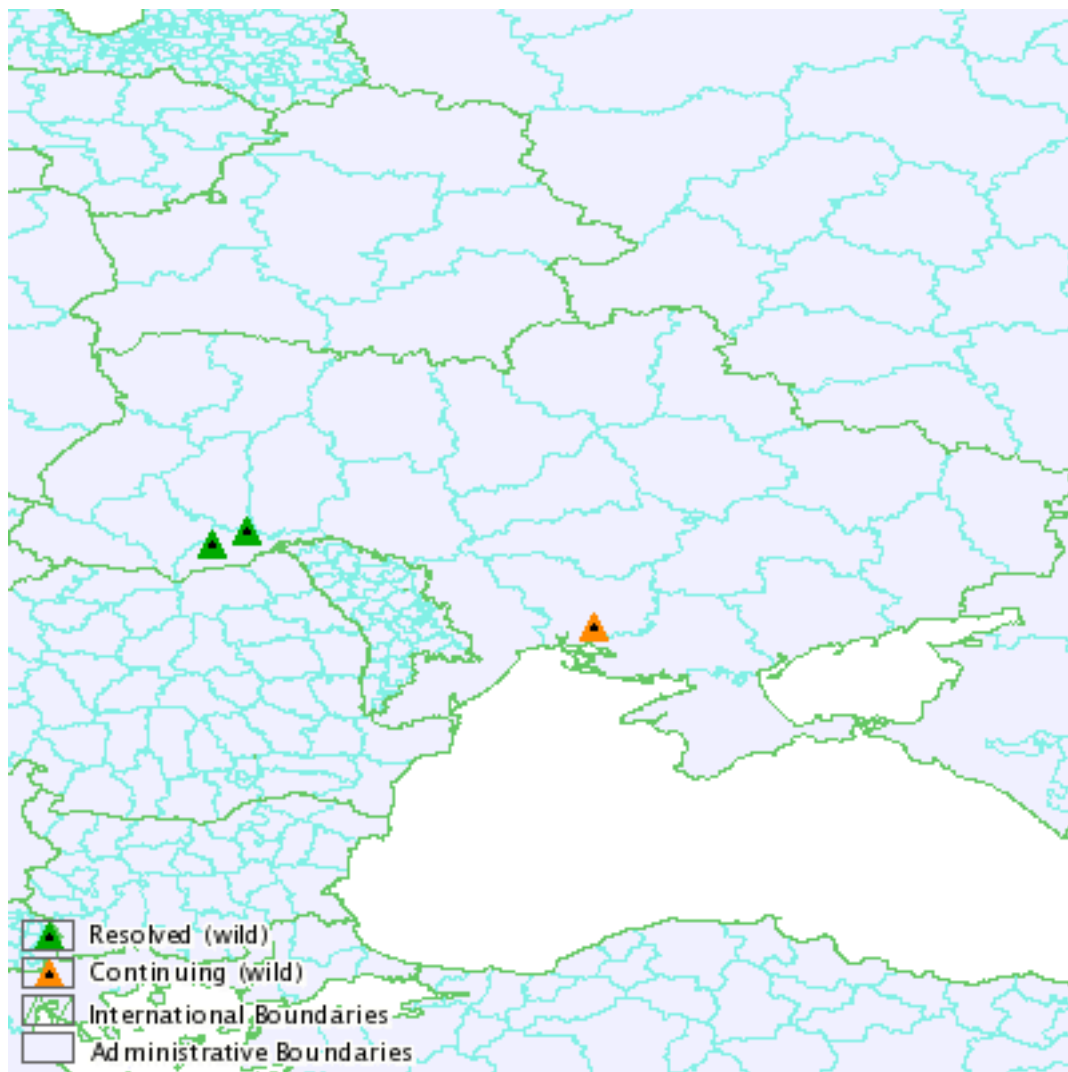 Resolved (wild)
Continuing (wild)
International Boundaries
Administrative Boundaries